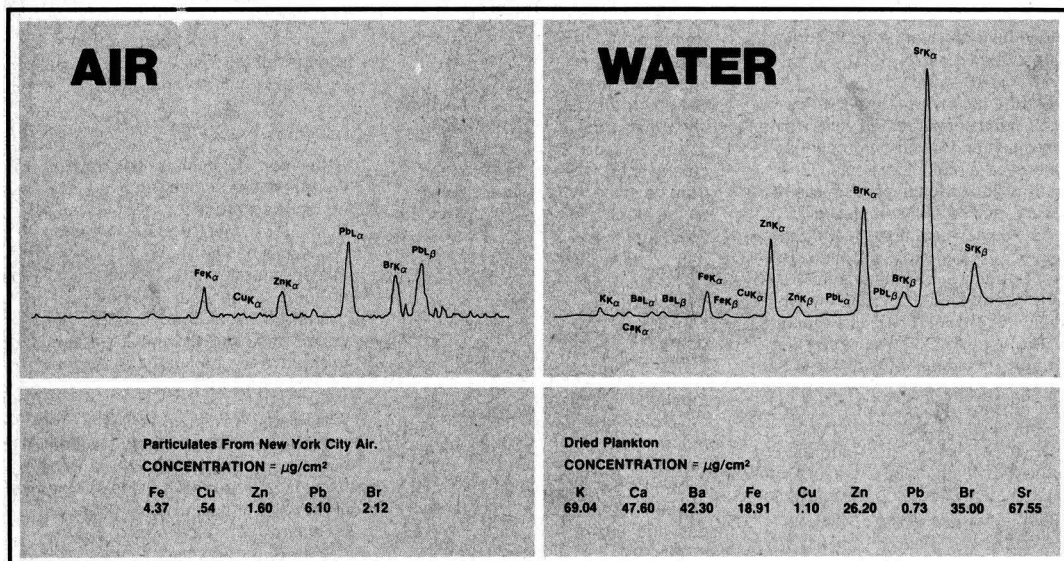 AIR
FeKα
CuKα
ZnKα
PbLα
BrKα
PbLβ
Particulates From New York City Air.
CONCENTRATION = μg/cm²
Fe Cu Zn Pb Br
4.37 .54 1.60 6.10 2.12
WATER
KKα
CaKα
BaLα
BaLβ
FeKα
FeKβ
CuKα
ZnKα
ZnKβ
PbLα
BrKα
PbLβ
BrKβ
SrKα
SrKβ
Dried Plankton
CONCENTRATION = μg/cm²
K Ca Ba Fe Cu Zn Pb Br Sr
69.04 47.60 42.30 18.91 1.10 26.20 0.73 35.00 67.55